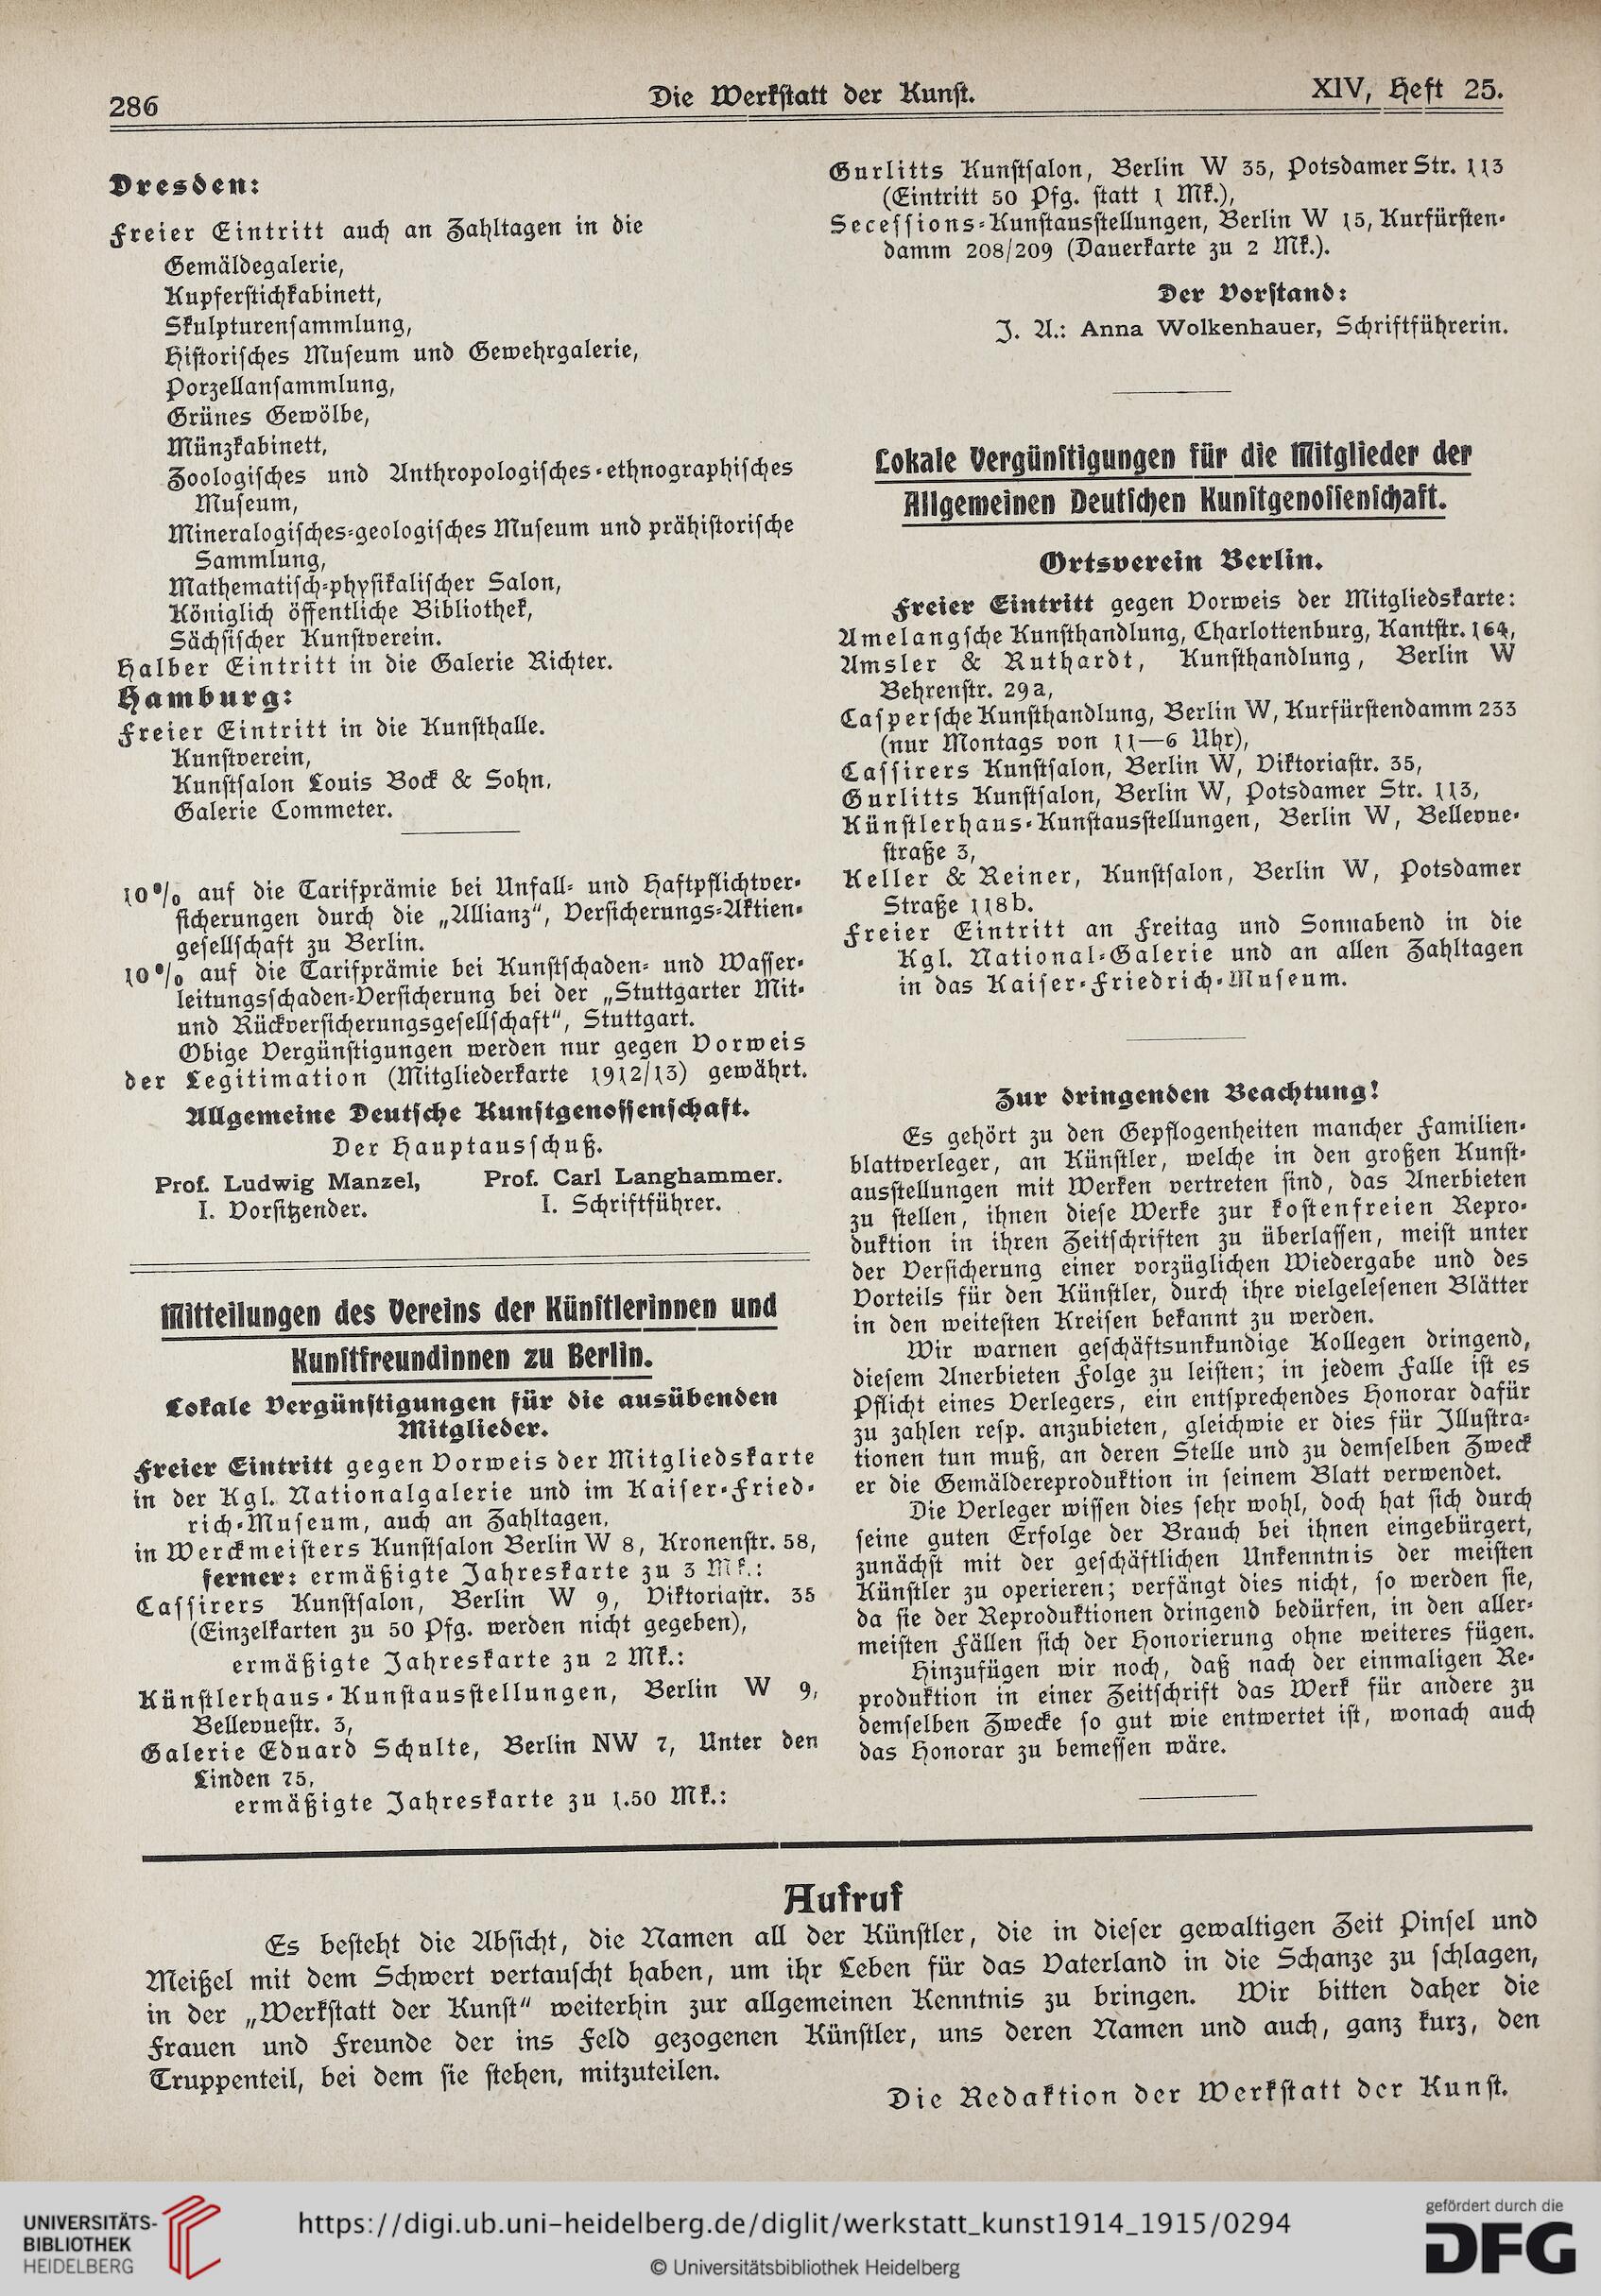 286
Die Werkstatt der Kunst.
XIV, Heft 25.
Dresden:
Freier Eintritt auch an Zahltagen in die
Gemäldegalerie,
Kupferstichkabinett,
Skulpturensammlung,
Historisches Museum und Gewehrgalerie,
Porzellansammlung,
Grünes Gewölbe,
Münzkabinett,
Zoologisches und Anthropologisches-ethnographisches
Museum,
Mineralogisches-geologisches Museum und prähistorische
Sammlung,
Mathematisch-physikalischer Salon,
Königlich öffentliche Bibliothek,
Sächsischer Kunstverein.
Halber Eintritt in die Galerie Richter.
Hamburg:
Freier Eintritt in die Kunsthalle.
Kunstverein,
Kunstsalon Louis Bock & Sohn,
Galerie Commeter.
10% auf die Tarifprämie bei Unfall- und Haftpflichtver-
sicherungen durch die „Allianz“, Versicherungs-Aktien-
gesellschaft zu Berlin.
10% auf die Tarifprämie bei Kunstschaden- und Wasser-
leitungsschaden-Versicherung bei der „Stuttgarter Mit-
und Rückversicherungsgesellschaft“, Stuttgart.
Obige Vergünstigungen werden nur gegen Vorweis
der Legitimation (Mitgliederkarte 1912/13) gewährt.
Allgemeine Deutsche Kunstgenossenschaft.
Der Hauptausschuß.
Prof. Ludwig Manzel, Prof. Carl Langhammer.
I. Vorsitzender. I. Schriftführer.
Mitteilungen des Vereins der Künstlerinnen und
Kunstfreundinnen zu Berlin.
Lokale Vergünstigungen für die ausübenden
Mitglieder.
Freier Eintritt gegen Vorweis der Mitgliedskarte
in der Kgl. Nationalgalerie und im Kaiser-Fried-
rich-Museum, auch an Zahltagen,
in Werckmeisters Kunstsalon Berlin W 8, Kronenstr. 58,
ferner: ermäßigte Jahreskarte zu 3 Mk.:
Cassirers Kunstsalon, Berlin W 9, Viktoriastr. 35
(Einzelkarten zu 50 Pfg. werden nicht gegeben),
ermäßigte Jahreskarte zu 2 Mk.:
Künstlerhaus-Kunstausstellungen, Berlin W 9,
Bellevuestr. 3,
Galerie Eduard Schulte, Berlin NW 7, Unter den
Linden 75,
ermäßigte Jahreskarte zu 1.50 Mk.:
Gurlitts Kunstsalon, Berlin W 35, Potsdamer Str. 113
(Eintritt 50 Pfg. statt 1 Mk.),
Secessions-Kunstausstellungen, Berlin W 15, Kurfürsten-
damm 208/209 (Dauerkarte zu 2 Mk.).
Der Vorstand:
J. A.: Anna Wolkenhauer, Schriftführerin.
Lokale Vergünstigungen für die Mitglieder der
Allgemeinen Deutschen Kunstgenossenschaft.
Ortsverein Berlin.
Freier Eintritt gegen Vorweis der Mitgliedskarte:
Amelangsche Kunsthandlung, Charlottenburg, Kantstr. 164,
Amsler & Ruthardt, Kunsthandlung, Berlin W
Behrenstr. 29a,
Caspersche Kunsthandlung, Berlin W, Kurfürstendamm 233
(nur Montags von 11—6 Uhr),
Cassirers Kunstsalon, Berlin W, Viktoriastr. 35,
Gurlitts Kunstsalon, Berlin W, Potsdamer Str. 113,
Künstlerhaus-Kunstausstellungen, Berlin W, Bellevue-
straße 3,
Keller & Reiner, Kunstsalon, Berlin W, Potsdamer
Straße 118b.
Freier Eintritt an Freitag und Sonnabend in die
Kgl. National-Galerie und an allen Zahltagen
in das Kaiser-Friedrich-Museum.
Zur dringenden Beachtung!
Es gehört zu den Gepflogenheiten mancher Familien-
blattverleger, an Künstler, welche in den großen Kunst-
ausstellungen mit Werken vertreten sind, das Anerbieten
zu stellen, ihnen diese Werke zur kostenfreien Repro-
duktion in ihren Zeitschriften zu überlassen, meist unter
der Versicherung einer vorzüglichen Wiedergabe und des
Vorteils für den Künstler, durch ihre vielgelesenen Blätter
in den weitesten Kreisen bekannt zu werden.
Wir warnen geschäftsunkundige Kollegen dringend,
diesem Anerbieten Folge zu leisten; in jedem Falle ist es
Pflicht eines Verlegers, ein entsprechendes Honorar dafür
zu zahlen resp. anzubieten, gleichwie er dies für Illustra-
tionen tun muß, an deren Stelle und zu demselben Zweck
er die Gemäldereproduktion in seinem Blatt verwendet.
Die Verleger wissen dies sehr wohl, doch hat sich durch
seine guten Erfolge der Brauch bei ihnen eingebürgert,
zunächst mit der geschäftlichen Unkenntnis der meisten
Künstler zu operieren; verfängt dies nicht, so werden sie,
da sie der Reproduktionen dringend bedürfen, in den aller-
meisten Fällen sich der Honorierung ohne weiteres fügen.
Hinzufügen wir noch, daß nach der einmaligen Re-
produktion in einer Zeitschrift das Werk für andere zu
demselben Zwecke so gut wie entwertet ist, wonach auch
das Honorar zu bemessen wäre.
Aufruf
Es besteht die Absicht, die Namen all der Künstler, die in dieser gewaltigen Zeit Pinsel und
Meißel mit dem Schwert vertauscht haben, um ihr Leben für das Vaterland in die Schanze zu schlagen,
in der „Werkstatt der Kunst“ weiterhin zur allgemeinen Kenntnis zu bringen. Wir bitten daher die
Frauen und Freunde der ins Feld gezogenen Künstler, uns deren Namen und auch, ganz kurz, den
Truppenteil, bei dem sie stehen, mitzuteilen.
Die Redaktion der Werkstatt der Kunst.
UNIVERSITÄTS-
BIBLIOTHEK
HEIDELBERG
https://digi.ub.uni-heidelberg.de/diglit/werkstatt_kunst1914_1915/0294
© Universitätsbibliothek Heidelberg
gefördert durch die
DFG